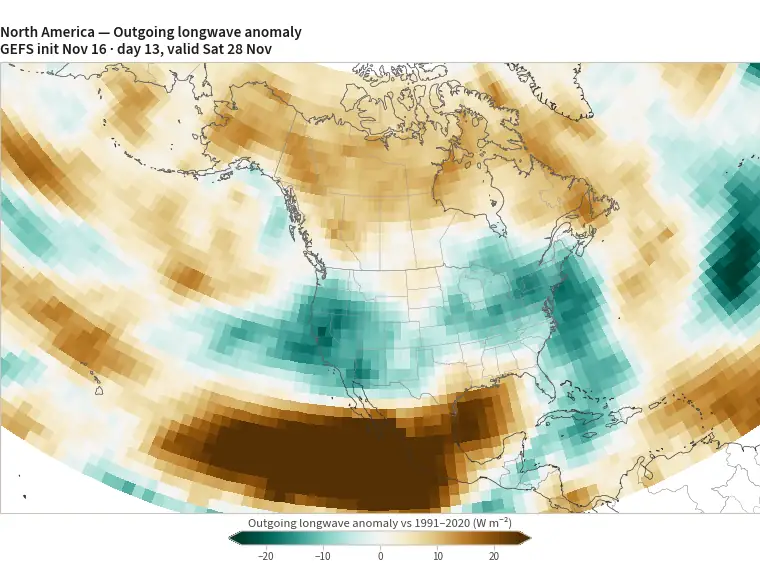 North America — Outgoing longwave anomaly
GEFS init Nov 16 · day 13, valid Sat 28 Nov
Outgoing longwave anomaly vs 1991–2020 (W m⁻²)
−20 −10 0 10 20